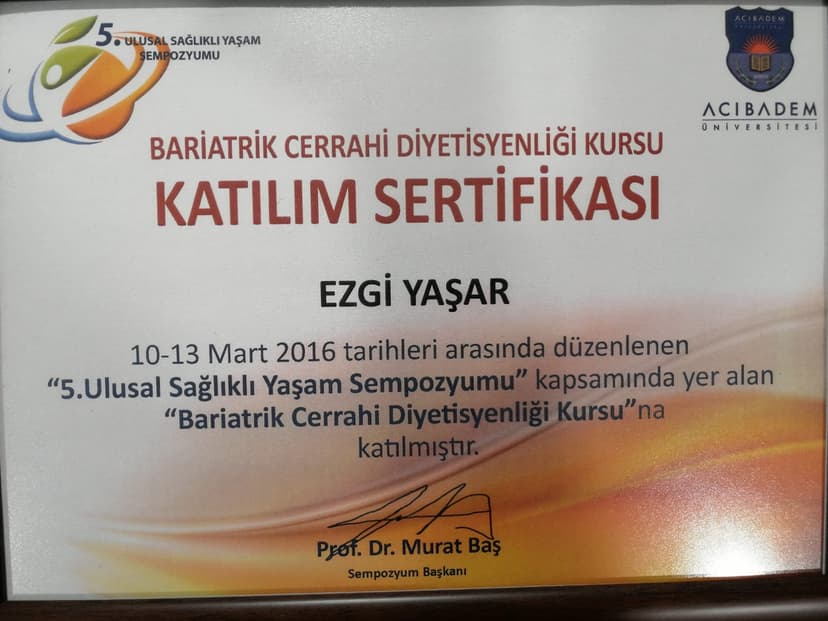 5. ULUSAL SAĞLIKLI YAŞAM
SEMPOZYUMU
ACIBADEM
ACIBADEM
ÜNİVERSİTESİ
BARİATRİK CERRAHİ DİYETİSYENLİĞİ KURSU
KATILIM SERTİFİKASI
EZGİ YAŞAR
10-13 Mart 2016 tarihleri arasında düzenlenen
“5.Ulusal Sağlıklı Yaşam Sempozyumu” kapsamında yer alan
“Bariatrik Cerrahi Diyetisyenliği Kursu”na
katılmıştır.
Prof. Dr. Murat Baş
Sempozyum Başkanı